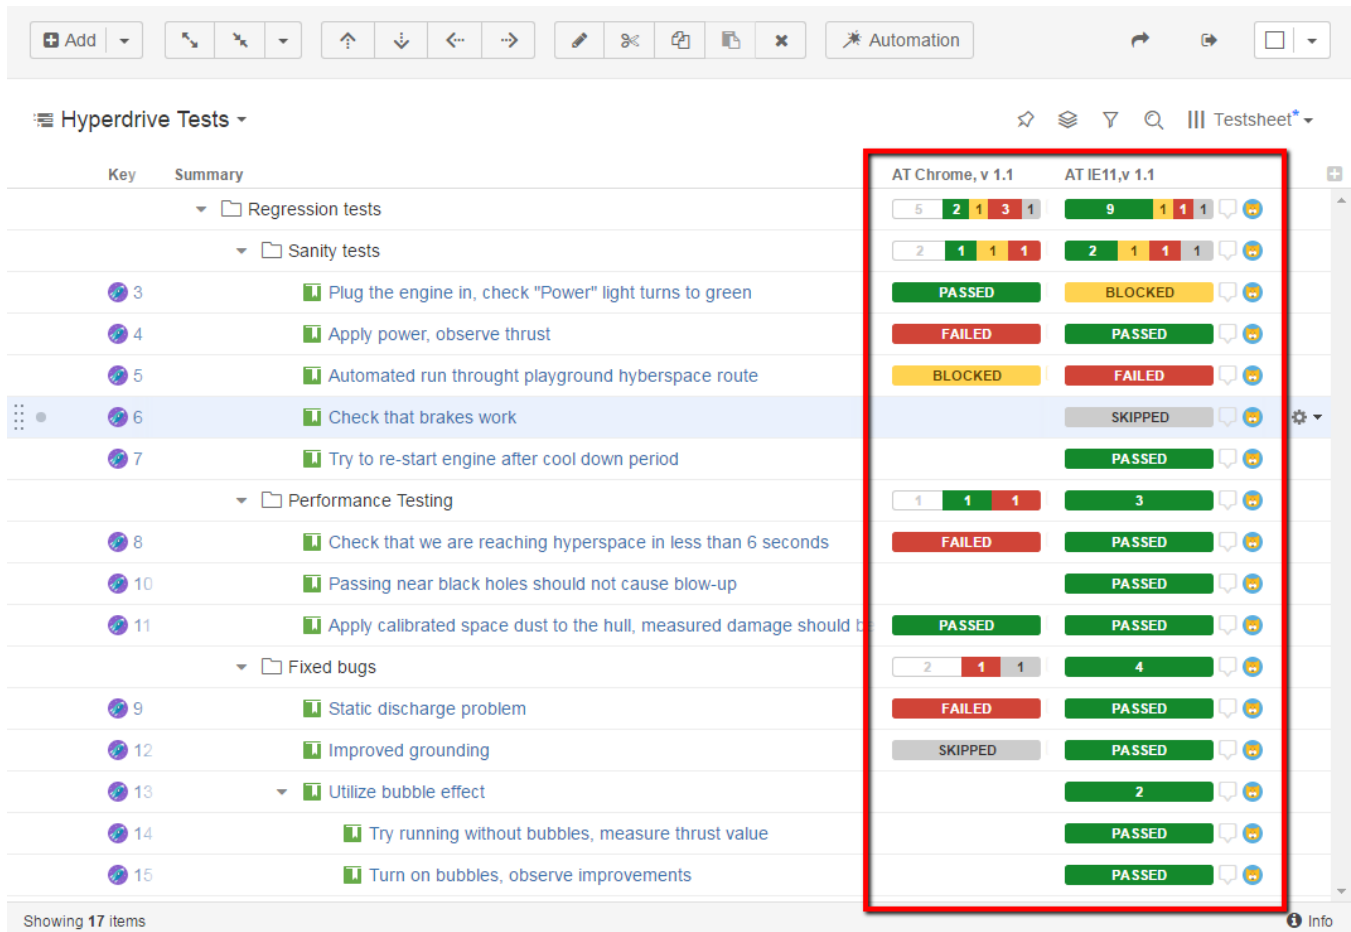 Add
Automation
Hyperdrive Tests
Testsheet*
Key Summary AT Chrome, v 1.1 AT IE11,v 1.1
Regression tests 5 2 1 3 1 9 1 1 1
Sanity tests 2 1 1 1 2 1 1 1
3 Plug the engine in, check "Power" light turns to green PASSED BLOCKED
4 Apply power, observe thrust FAILED PASSED
5 Automated run throught playground hyberspace route BLOCKED FAILED
6 Check that brakes work SKIPPED
7 Try to re-start engine after cool down period PASSED
Performance Testing 1 1 1 3
8 Check that we are reaching hyperspace in less than 6 seconds FAILED PASSED
10 Passing near black holes should not cause blow-up PASSED
11 Apply calibrated space dust to the hull, measured damage should be PASSED PASSED
Fixed bugs 2 1 1 4
9 Static discharge problem FAILED PASSED
12 Improved grounding SKIPPED PASSED
13 Utilize bubble effect 2
14 Try running without bubbles, measure thrust value PASSED
15 Turn on bubbles, observe improvements PASSED
Showing 17 items
Info